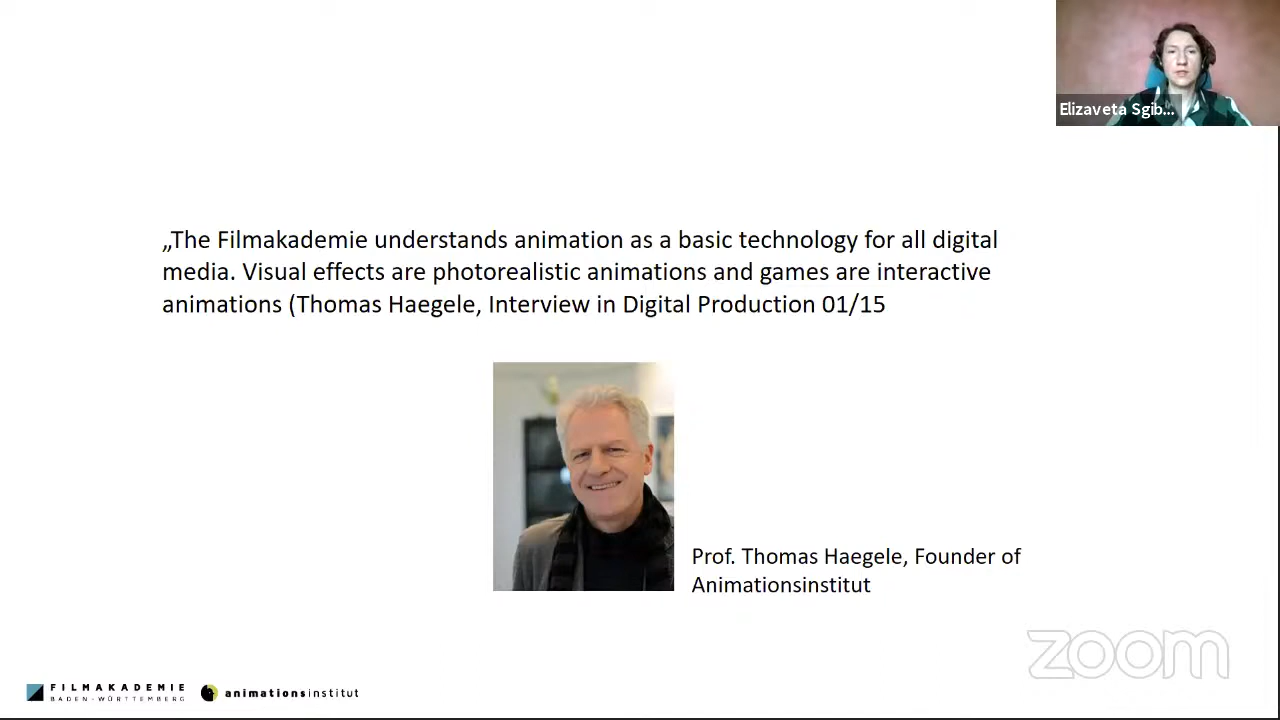 Elizaveta Sgib...
„The Filmakademie understands animation as a basic technology for all digital
media. Visual effects are photorealistic animations and games are interactive
animations (Thomas Haegele, Interview in Digital Production 01/15
Prof. Thomas Haegele, Founder of
Animationsinstitut
zoom
FILMAKADEMIE
BADEN-WÜRTTEMBERG
animationsinstitut